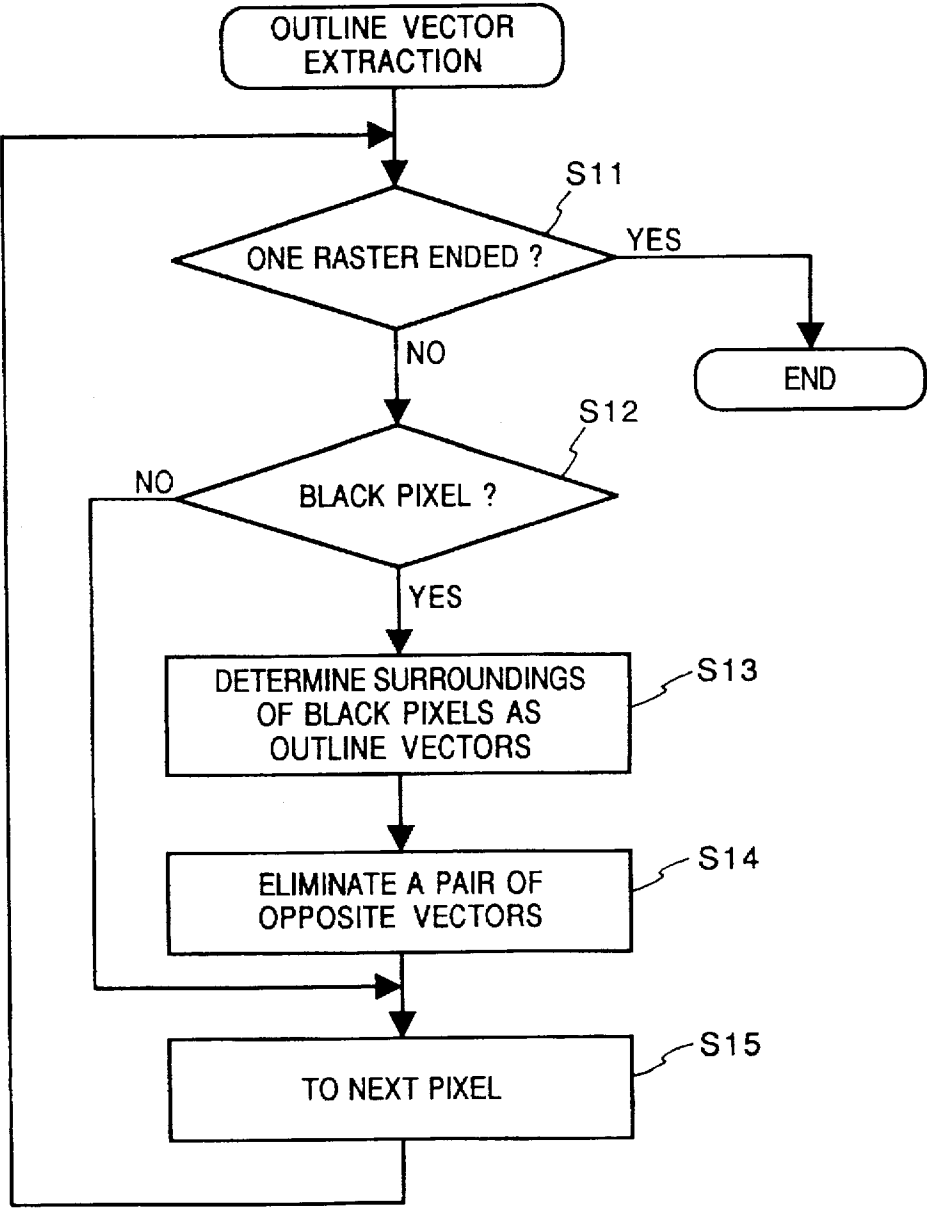 OUTLINE VECTOR
EXTRACTION
S11
ONE RASTER ENDED ?
YES
NO
END
S12
NO
BLACK PIXEL ?
YES
S13
DETERMINE SURROUNDINGS
OF BLACK PIXELS AS
OUTLINE VECTORS
S14
ELIMINATE A PAIR OF
OPPOSITE VECTORS
S15
TO NEXT PIXEL